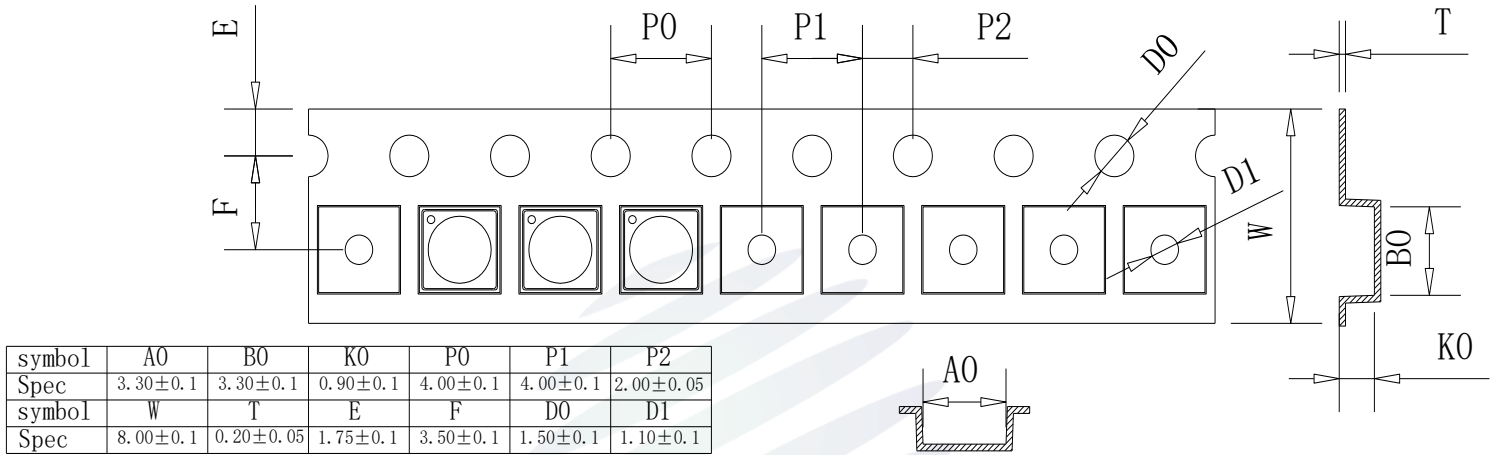 E
P0
P1
P2
T
D0
F
D1
W
B0
K0
A0
symbol A0 B0 K0 P0 P1 P2
Spec 3.30±0.1 3.30±0.1 0.90±0.1 4.00±0.1 4.00±0.1 2.00±0.05
symbol W T E F D0 D1
Spec 8.00±0.1 0.20±0.05 1.75±0.1 3.50±0.1 1.50±0.1 1.10±0.1